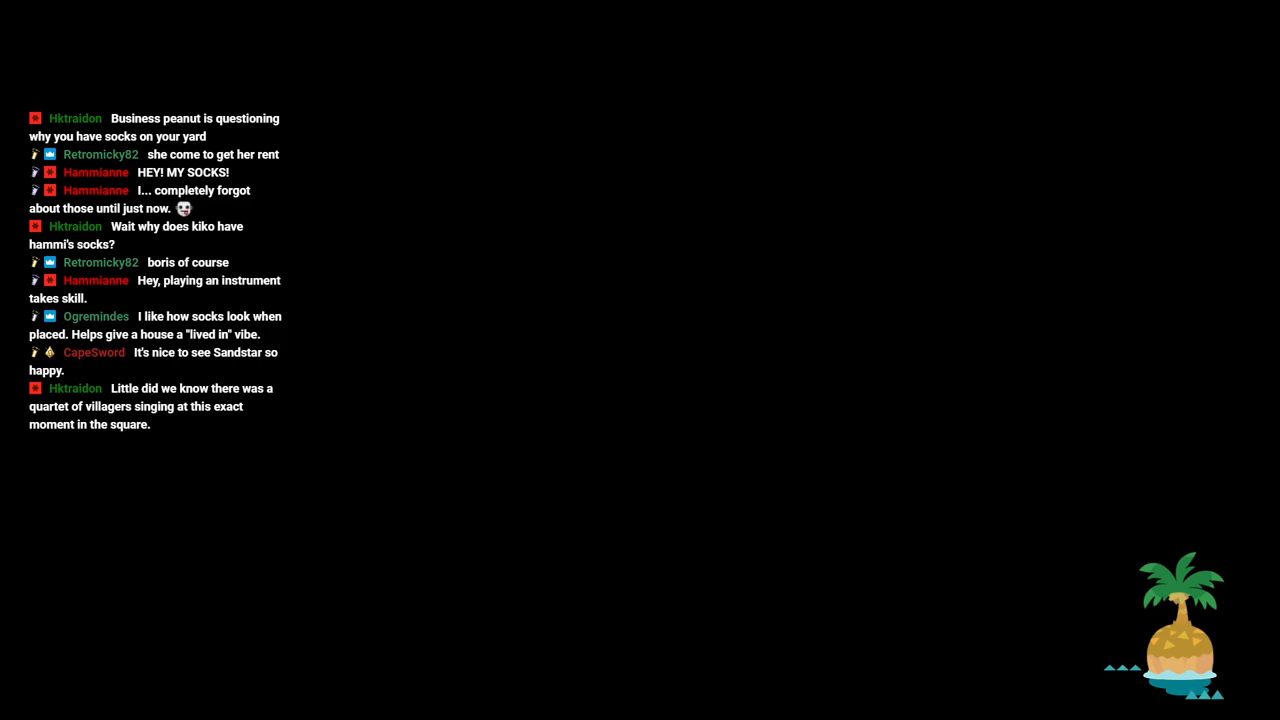 Hktraidon Business peanut is questioning
why you have socks on your yard
Retromicky82 she come to get her rent
Hammianne HEY! MY SOCKS!
Hammianne I... completely forgot
about those until just now.
Hktraidon Wait why does kiko have
hammi's socks?
Retromicky82 boris of course
Hammianne Hey, playing an instrument
takes skill.
Ogremindes I like how socks look when
placed. Helps give a house a "lived in" vibe.
CapeSword It's nice to see Sandstar so
happy.
Hktraidon Little did we know there was a
quartet of villagers singing at this exact
moment in the square.